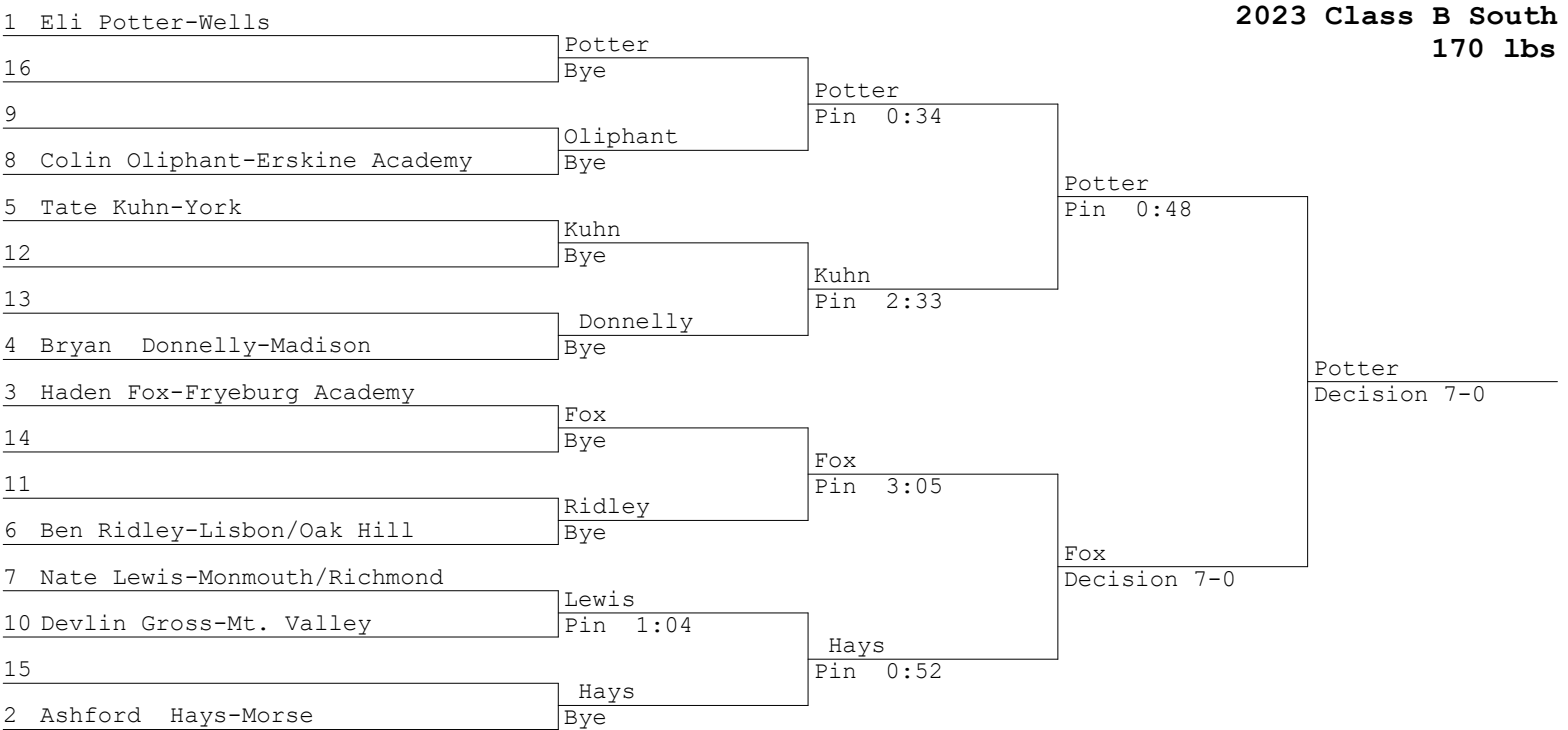 2023 Class B South
170 lbs
1 Eli Potter-Wells
16
9
8 Colin Oliphant-Erskine Academy
5 Tate Kuhn-York
12
13
4 Bryan  Donnelly-Madison
3 Haden Fox-Fryeburg Academy
14
11
6 Ben Ridley-Lisbon/Oak Hill
7 Nate Lewis-Monmouth/Richmond
10 Devlin Gross-Mt. Valley
15
2 Ashford  Hays-Morse
Potter
Bye
Oliphant
Bye
Kuhn
Bye
Donnelly
Bye
Fox
Bye
Ridley
Bye
Lewis
Pin  1:04
Hays
Bye
Potter
Pin  0:34
Kuhn
Pin  2:33
Fox
Pin  3:05
Hays
Pin  0:52
Potter
Pin  0:48
Fox
Decision 7-0
Potter
Decision 7-0